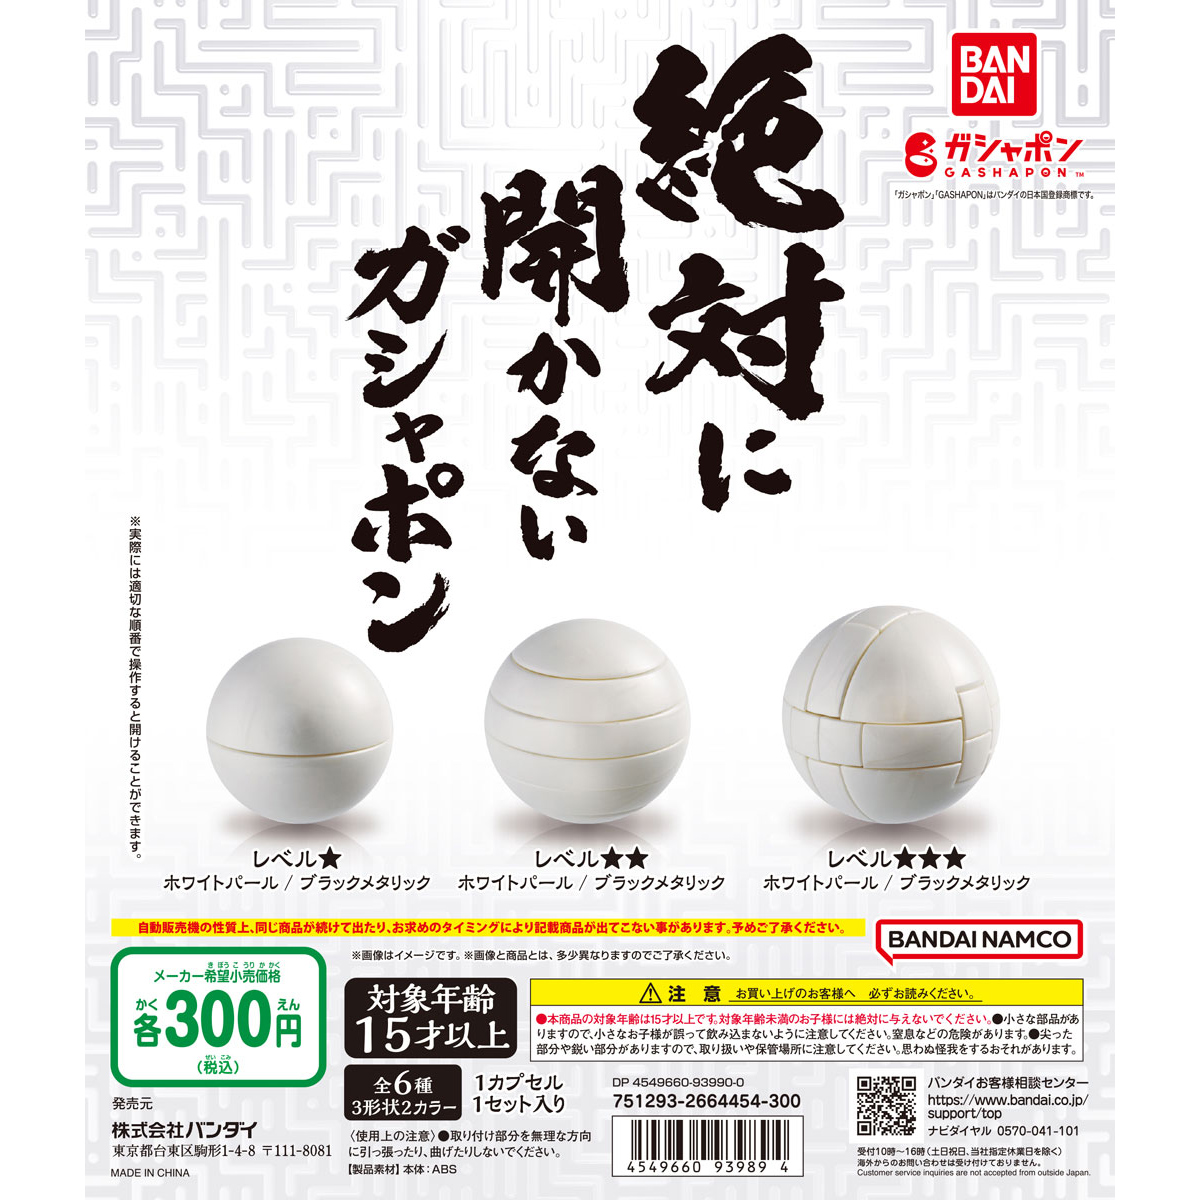 絶対に
開かない
ガシャポン
BAN
DAI
ガシャポン
GASHAPON™
「ガシャポン」「GASHAPON」はバンダイの日本国登録商標です。
※実際には適切な順番で操作すると開けることができます。
レベル★
ホワイトパール / ブラックメタリック
レベル★★
ホワイトパール / ブラックメタリック
レベル★★★
ホワイトパール / ブラックメタリック
自動販売機の性質上、同じ商品が続けて出たり、お求めのタイミングにより記載商品が出てこない事があります。予めご了承ください。
BANDAI NAMCO
※画像はイメージです。※画像と商品とは、多少異なりますのでご了承ください。
きぼうこうりかかく
メーカー希望小売価格
かく
各300円
えん
ぜいこみ
(税込)
対象年齢
15才以上
注意 お買い上げのお客様へ 必ずお読みください。
●本商品の対象年齢は15才以上です。対象年齢未満のお子様には絶対に与えないでください。●小さな部品があ
りますので、小さなお子様が誤って飲み込まないように注意してください。窒息などの危険があります。●尖った
部分や鋭い部分がありますので、取り扱いや保管場所に注意してください。思わぬ怪我をするおそれがあります。
全6種
3形状2カラー
1カプセル
1セット入り
〈使用上の注意〉●取り付け部分を無理な方向
に引っ張ったり、曲げたりしないでください。
【製品素材】本体：ABS
DP 4549660-93990-0
751293-2664454-300
4549660 939894
バンダイお客様相談センター
https://www.bandai.co.jp/
support/top
ナビダイヤル 0570-041-101
受付10時～16時(土日祝日、当社指定休業日を除く)
海外からのお問い合わせは受け付けておりません。
Customer service inquiries are not accepted from outside Japan.
発売元
株式会社バンダイ
東京都台東区駒形1-4-8 〒111-8081
MADE IN CHINA